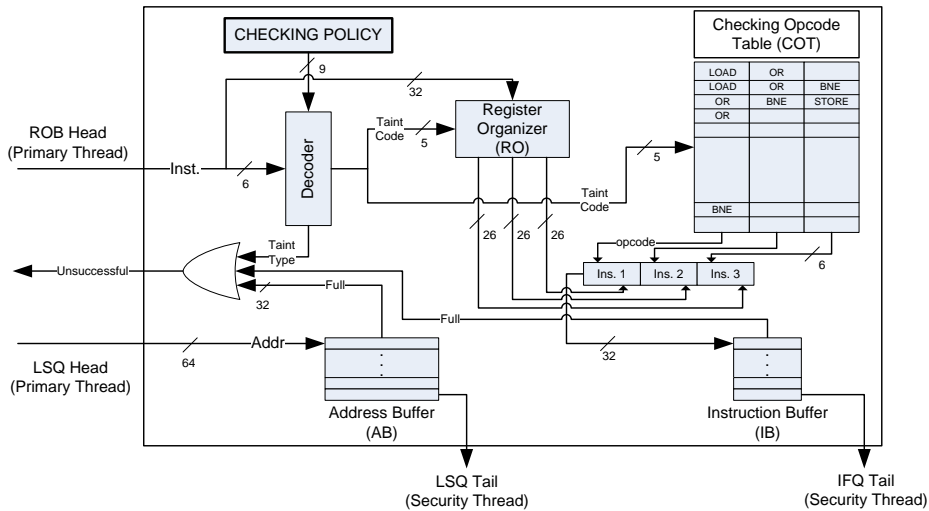 CHECKING POLICY
Checking Opcode
Table (COT)
9
32
LOAD OR
LOAD OR BNE
OR BNE STORE
OR
BNE
Register
Organizer
(RO)
Taint
Code
5
5
ROB Head
(Primary Thread)
Inst.
6
Decoder
Taint
Code
26
26
26
Taint
Type
opcode
6
Unsuccessful
Ins. 1 Ins. 2 Ins. 3
32
Full
Full
LSQ Head
(Primary Thread)
64
Addr
32
.
.
.
.
.
.
Address Buffer
(AB)
Instruction Buffer
(IB)
LSQ Tail
(Security Thread)
IFQ Tail
(Security Thread)